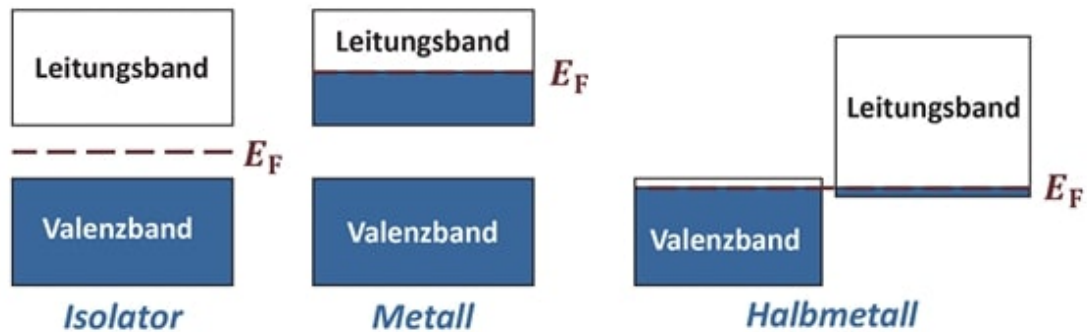 Leitungsband
E_F
Valenzband
Isolator
Leitungsband
E_F
Valenzband
Metall
Leitungsband
E_F
Valenzband
Halbmetall